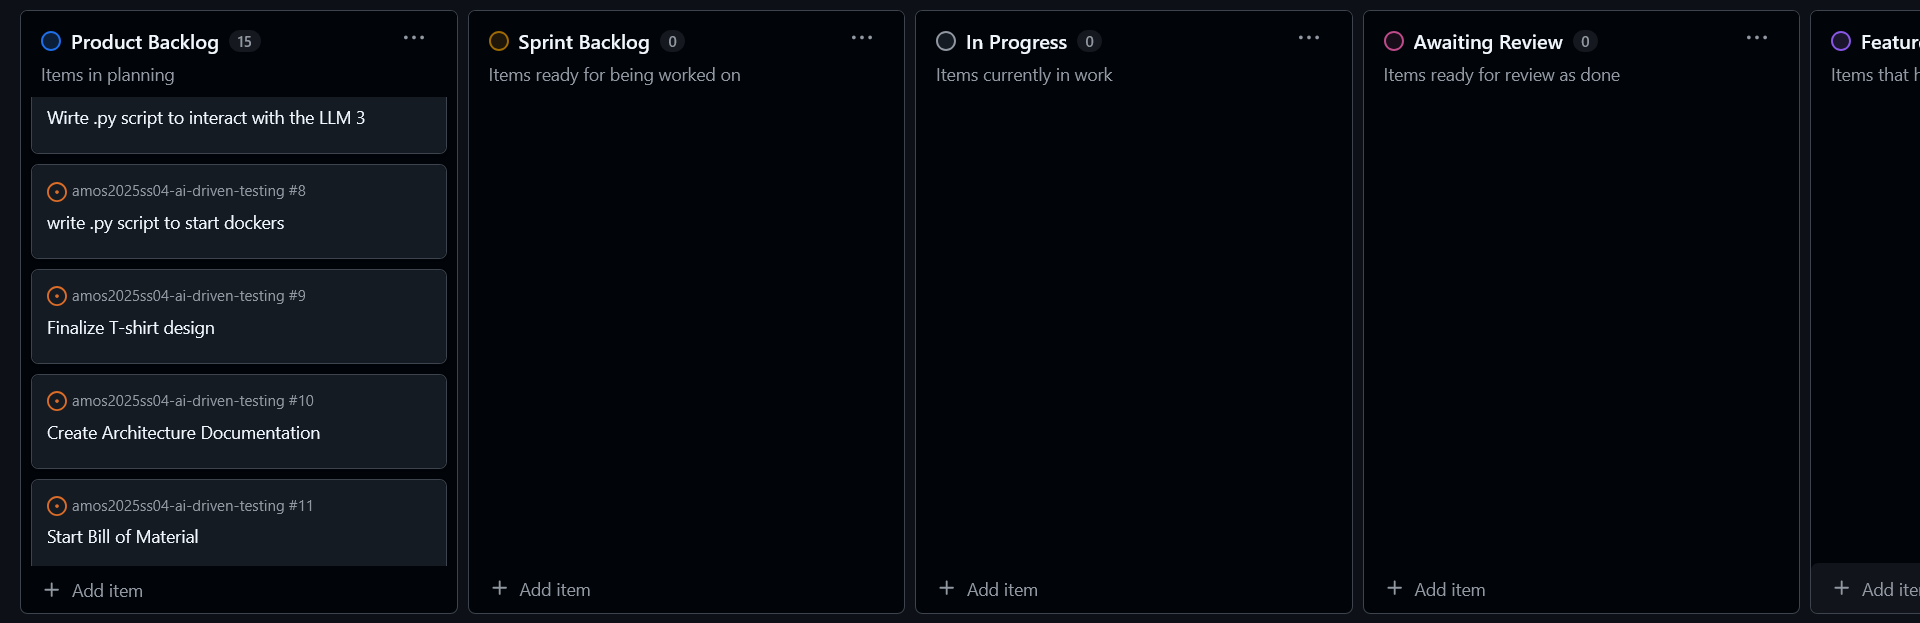 Product Backlog 15
Items in planning
Wirte .py script to interact with the LLM 3
amos2025ss04-ai-driven-testing #8
write .py script to start dockers
amos2025ss04-ai-driven-testing #9
Finalize T-shirt design
amos2025ss04-ai-driven-testing #10
Create Architecture Documentation
amos2025ss04-ai-driven-testing #11
Start Bill of Material
+ Add item
Sprint Backlog 0
Items ready for being worked on
+ Add item
In Progress 0
Items currently in work
+ Add item
Awaiting Review 0
Items ready for review as done
+ Add item
Featur
Items that h
+ Add ite